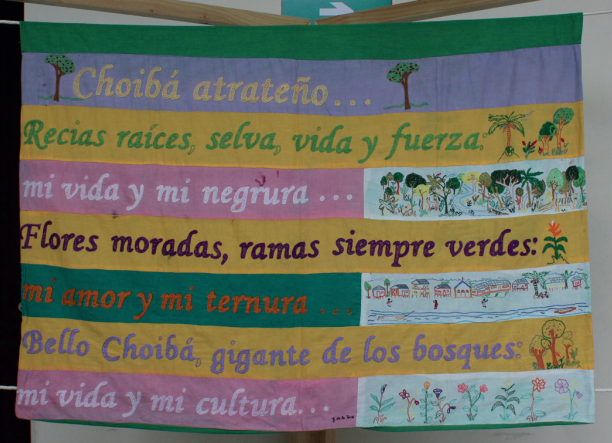 Choibá atrateño...
Recias raíces, selva, vida y fuerza:
mi vida y mi negrura...
Flores moradas, ramas siempre verdes:
mi amor y mi ternura...
Bello Choibá, gigante de los bosques:
mi vida y mi cultura...